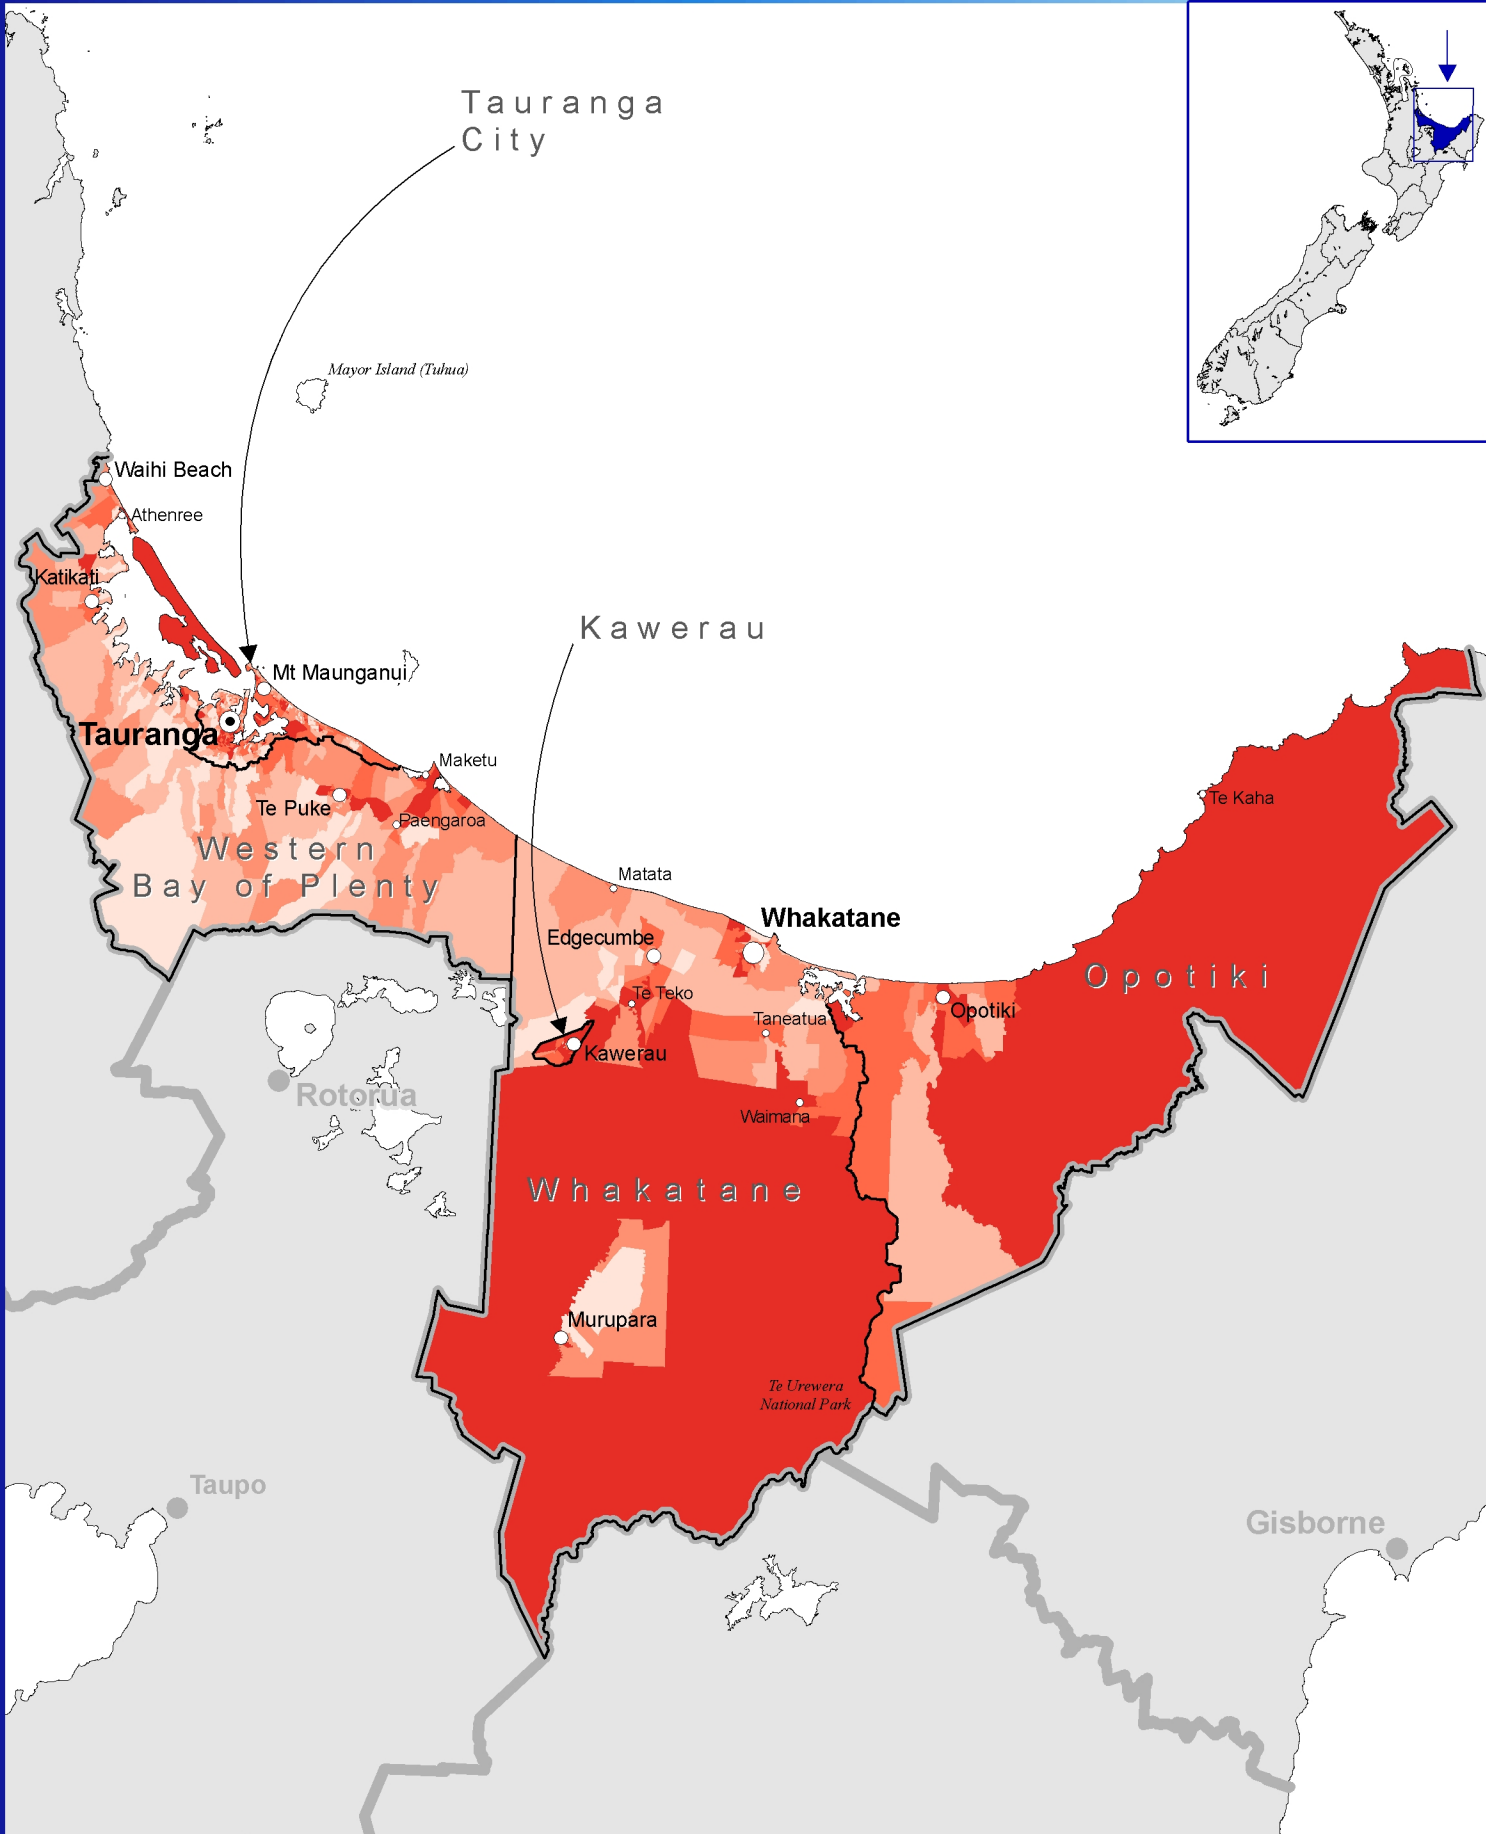 Tauranga
City
Mayor Island (Tuhua)
Waihi Beach
Athenree
Katikati
Kawerau
Mt Maunganui
Tauranga
Maketu
Te Puke
Paengaroa
Te Kaha
Western
Bay of Plenty
Matata
Whakatane
Edgecumbe
Opotiki
Te Teko
Opotiki
Taneatua
Kawerau
Rotorua
Waimana
Whakatane
Murupara
Te Urewera
National Park
Taupo
Gisborne